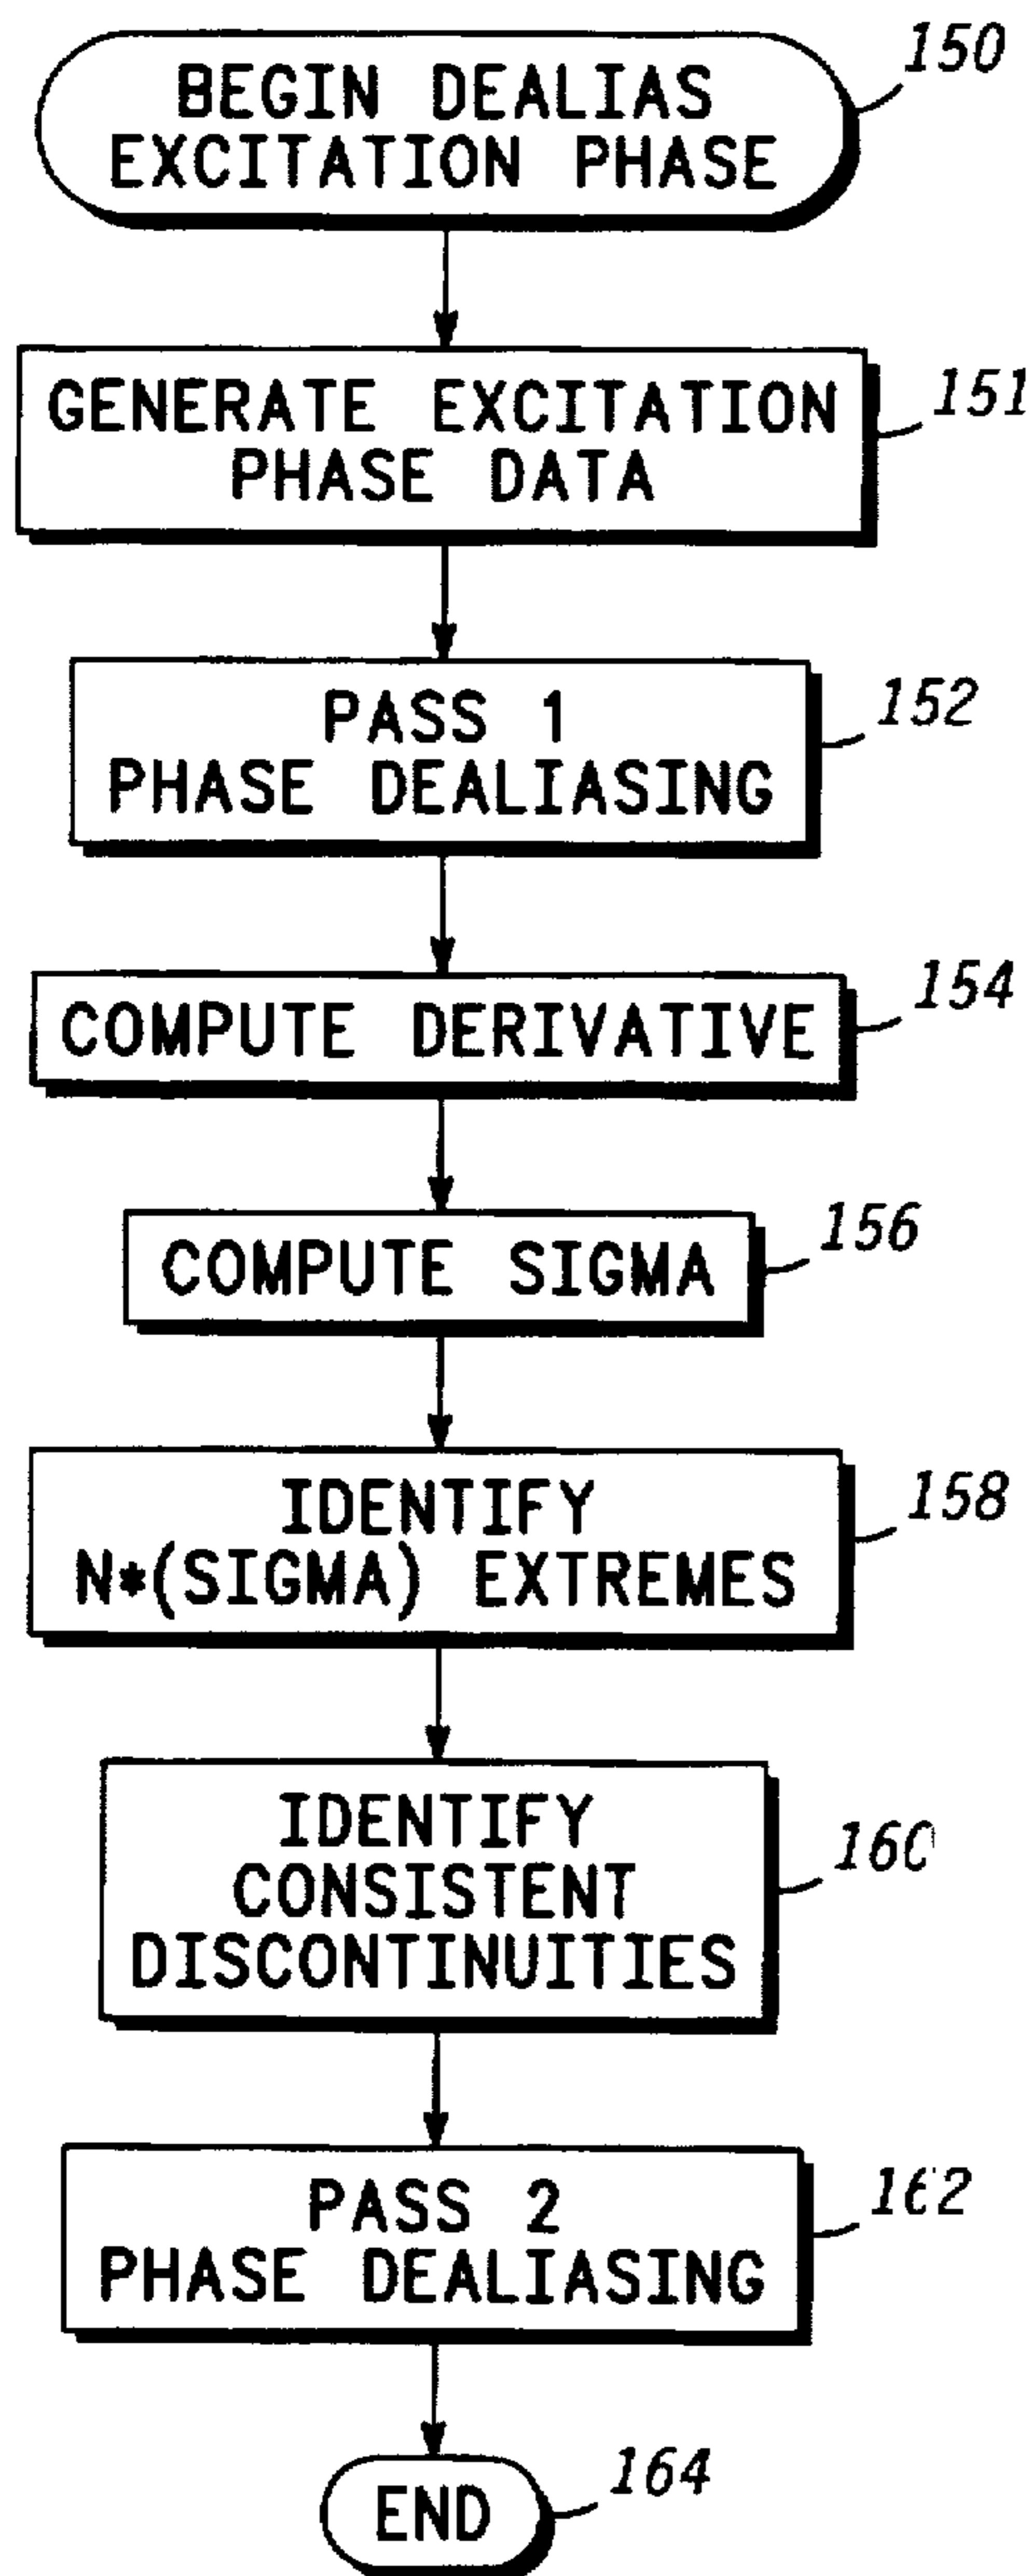 150
BEGIN DEALIAS
EXCITATION PHASE
151
GENERATE EXCITATION
PHASE DATA
152
PASS 1
PHASE DEALIASING
154
COMPUTE DERIVATIVE
156
COMPUTE SIGMA
158
IDENTIFY
N*(SIGMA) EXTREMES
160
IDENTIFY
CONSISTENT
DISCONTINUITIES
162
PASS 2
PHASE DEALIASING
164
END